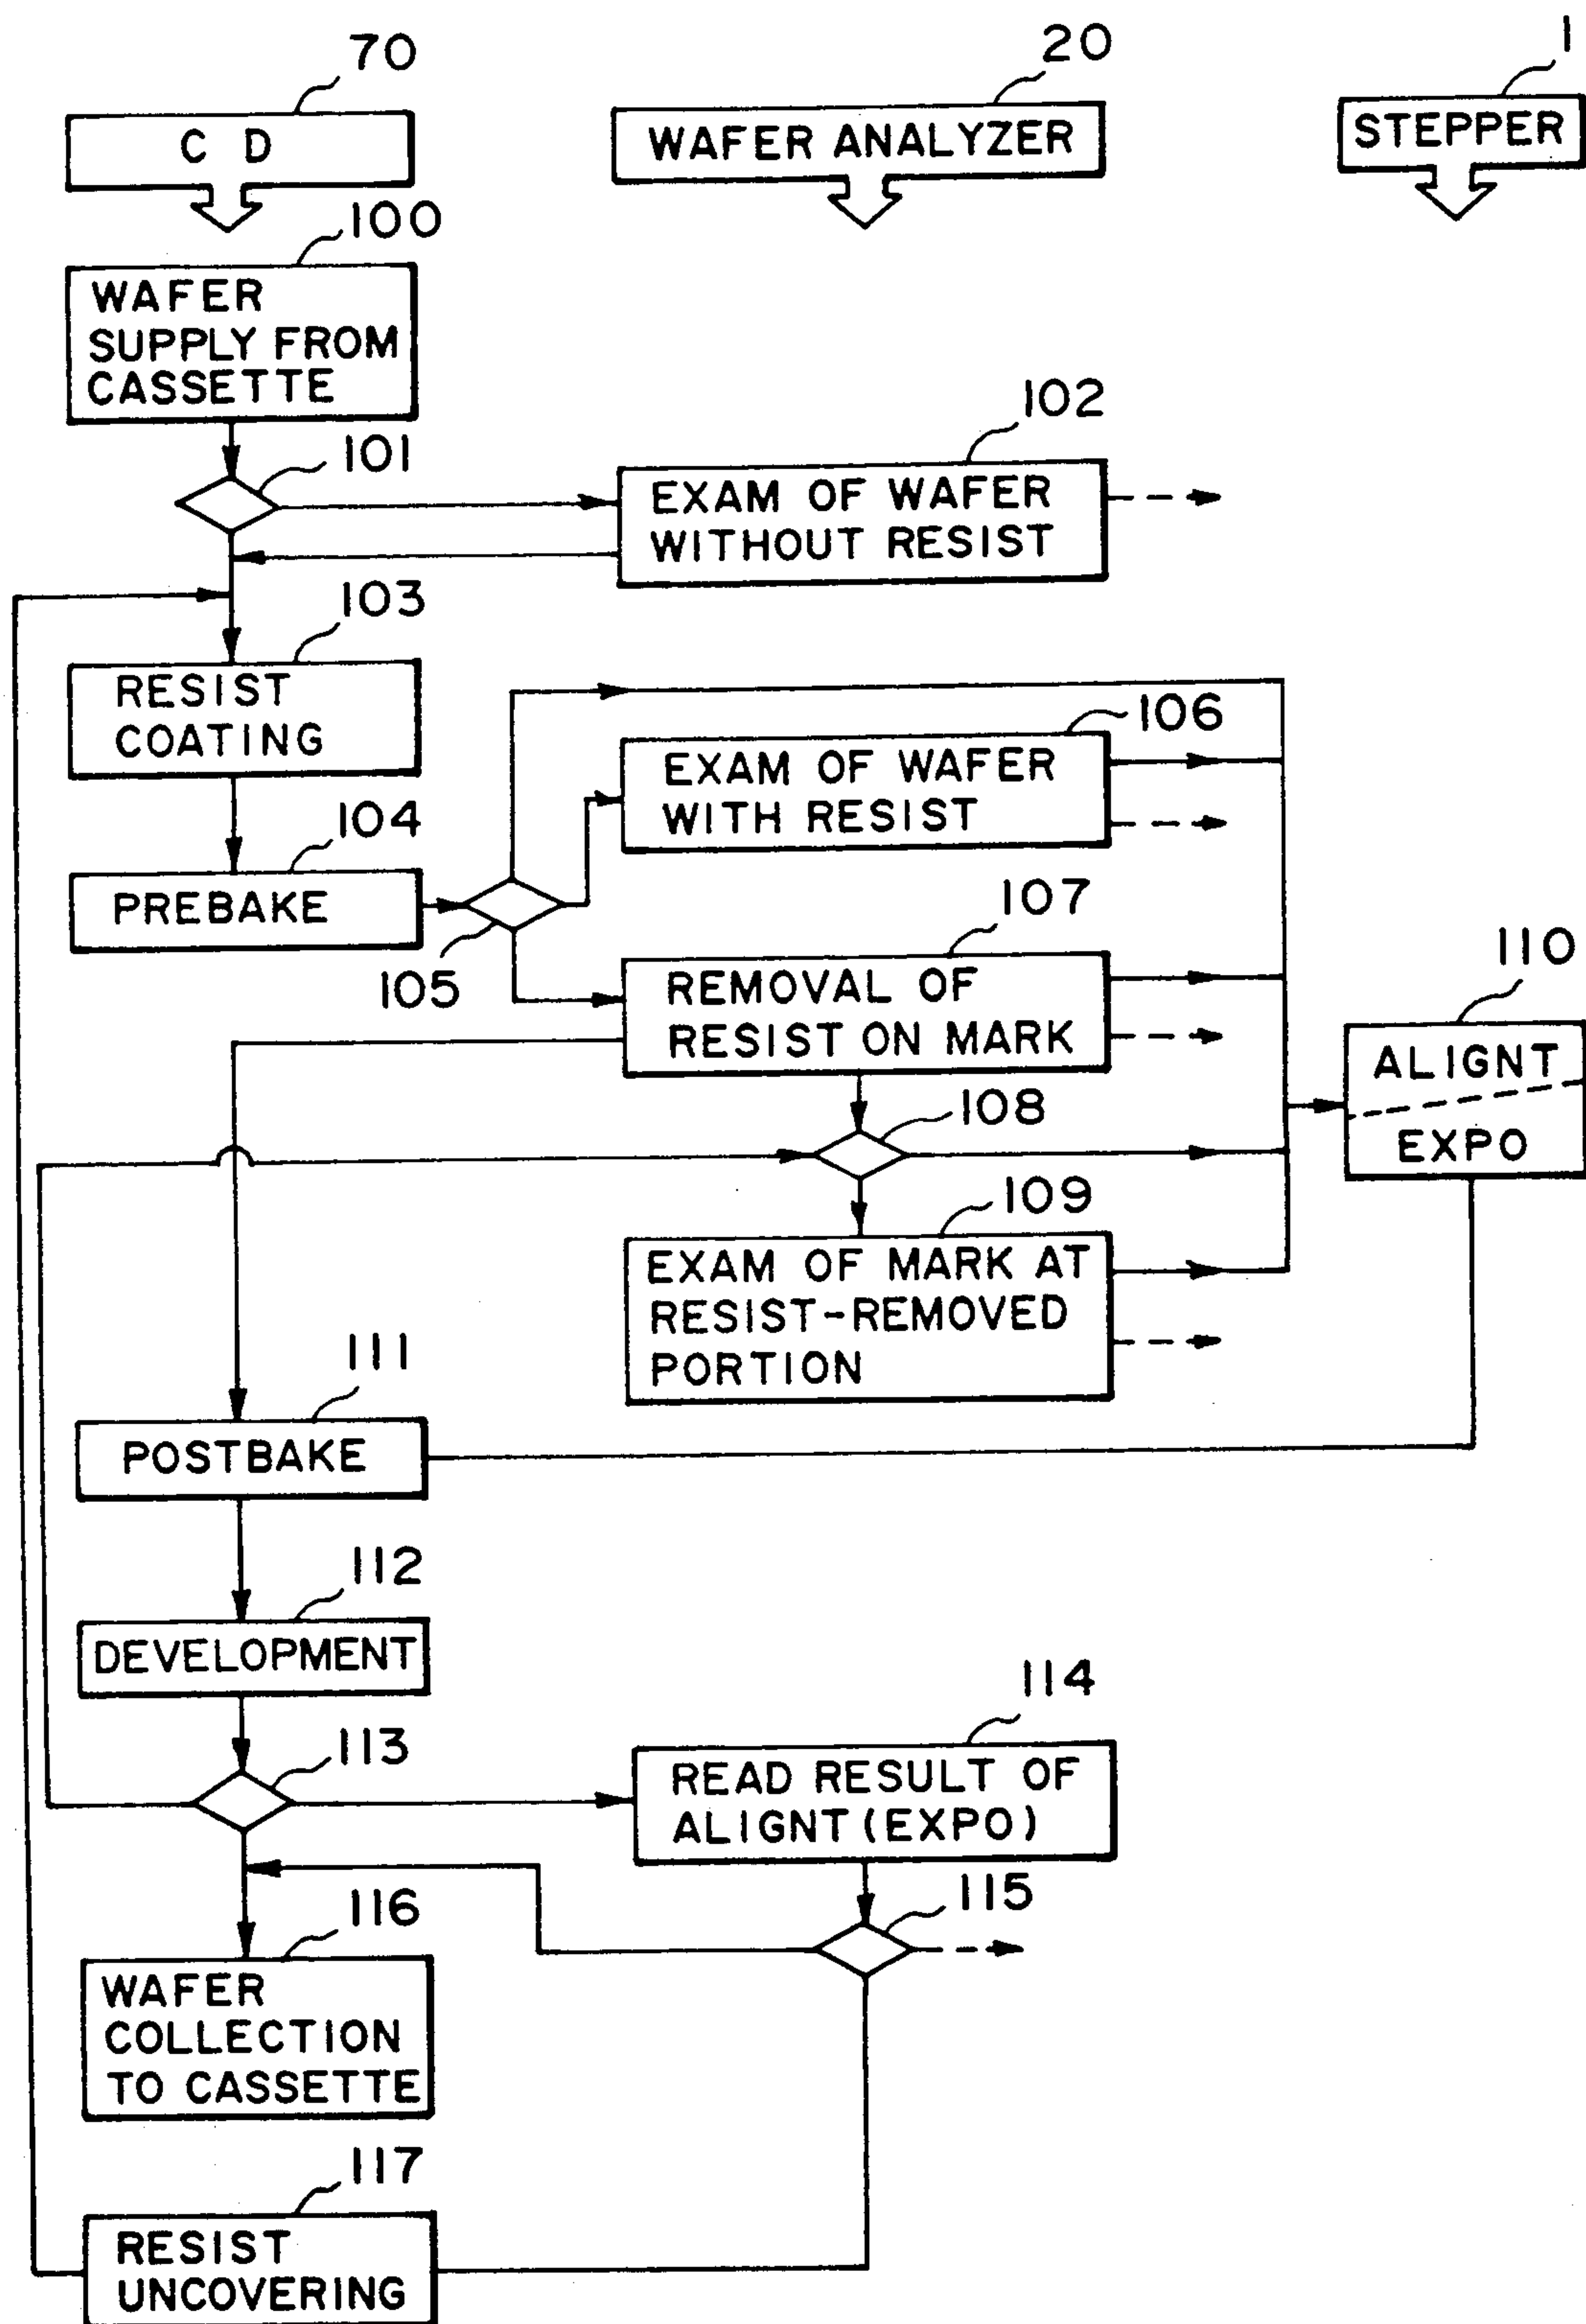 70
20
1
C D
WAFER ANALYZER
STEPPER
100
WAFER
SUPPLY FROM
CASSETTE
101
102
EXAM OF WAFER
WITHOUT RESIST
103
RESIST
COATING
106
EXAM OF WAFER
WITH RESIST
104
PREBAKE
105
107
REMOVAL OF
RESIST ON MARK
110
ALIGNT
EXPO
108
109
EXAM OF MARK AT
RESIST-REMOVED
PORTION
111
POSTBAKE
112
DEVELOPMENT
113
114
READ RESULT OF
ALIGNT (EXPO)
115
116
WAFER
COLLECTION
TO CASSETTE
117
RESIST
UNCOVERING